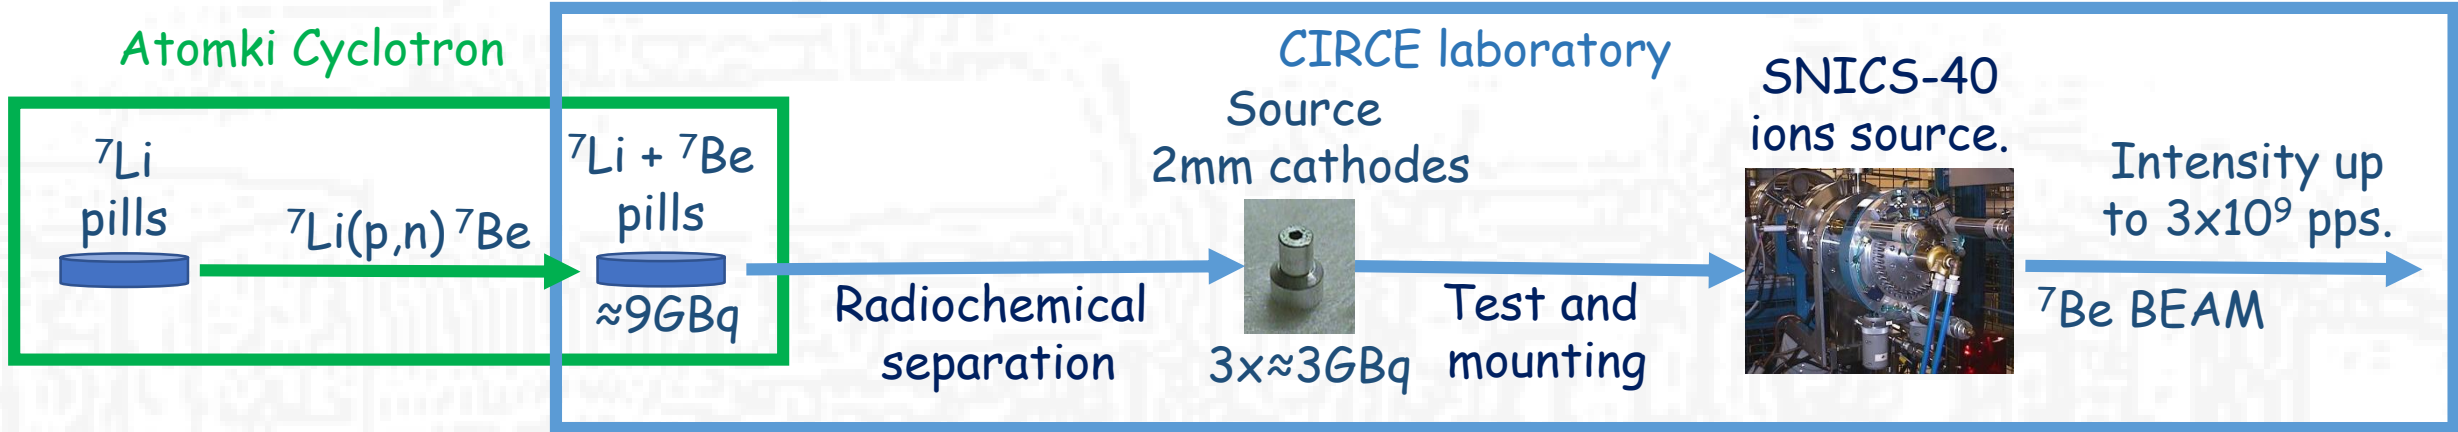 Atomki Cyclotron
CIRCE laboratory
⁷Li
pills
⁷Li(p,n) ⁷Be
⁷Li + ⁷Be
pills
≈9GBq
Radiochemical
separation
Source
2mm cathodes
3x≈3GBq
Test and
mounting
SNICS-40
ions source.
Intensity up
to 3x10⁹ pps.
⁷Be BEAM